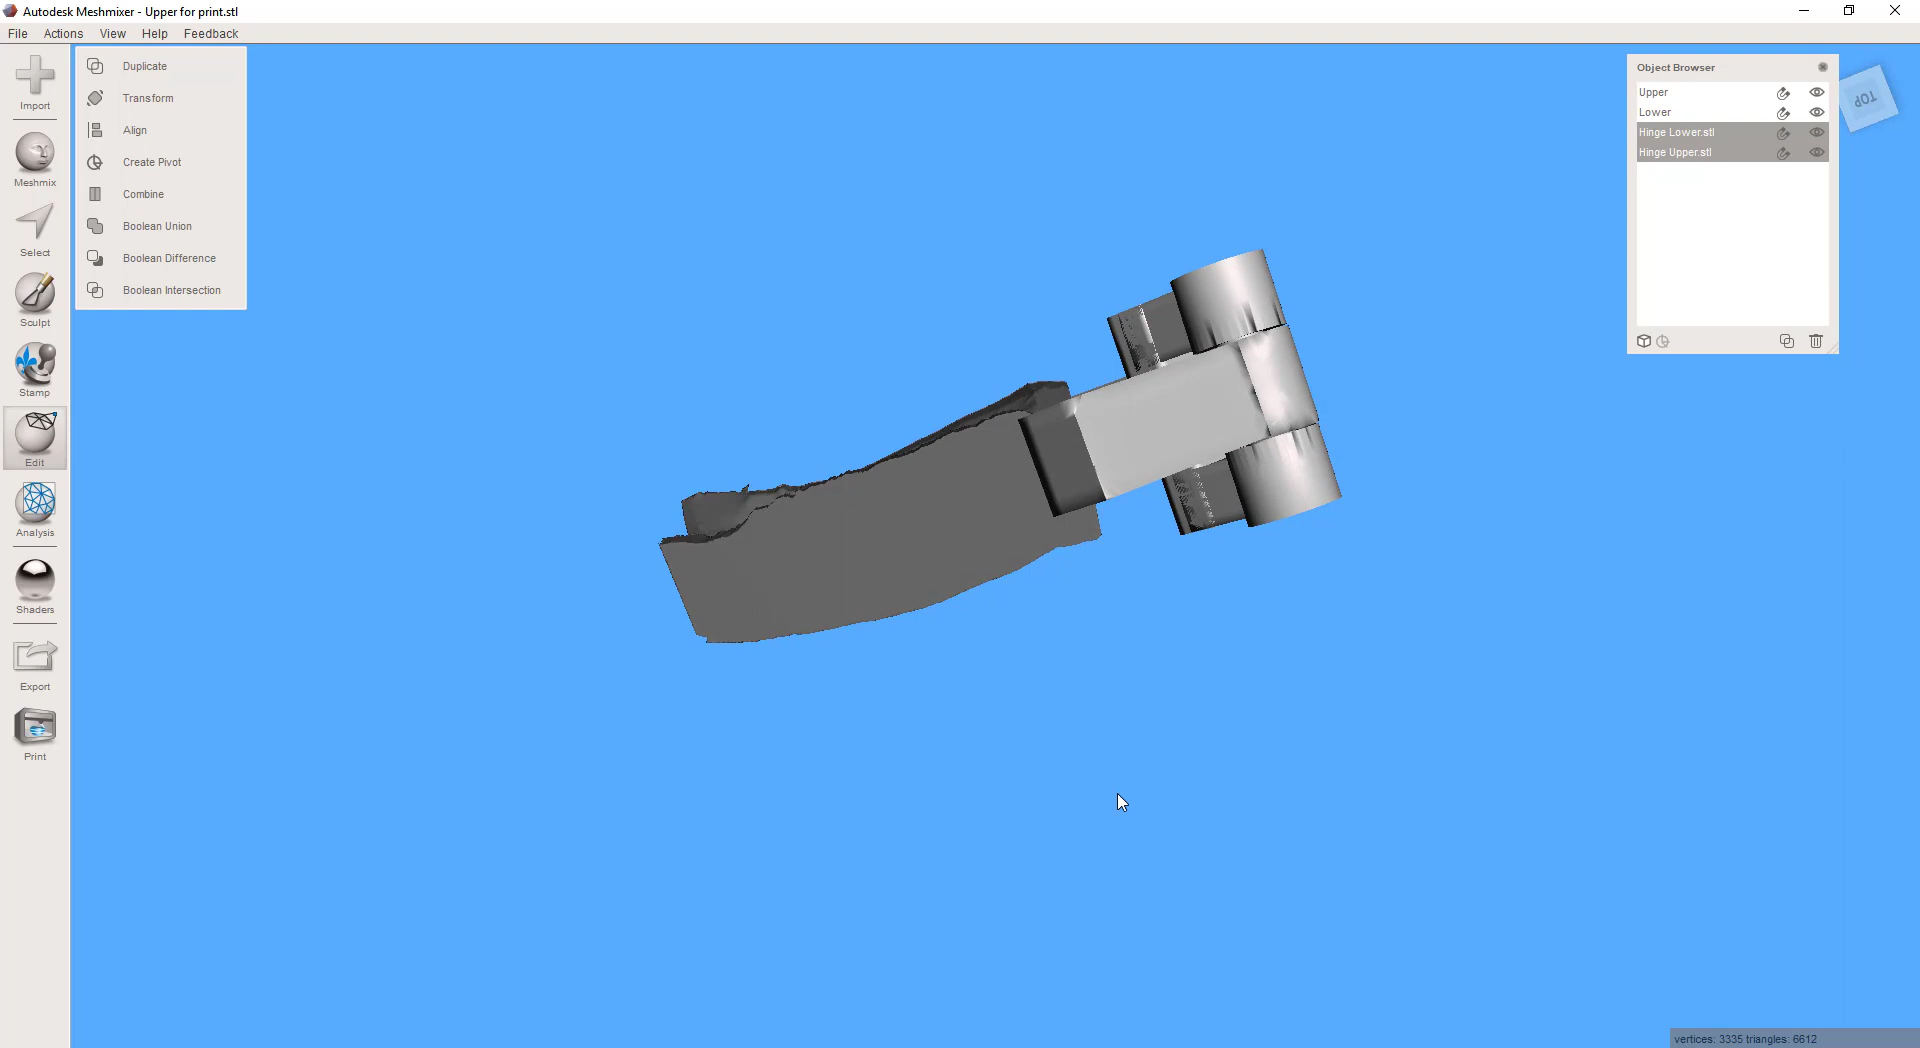 Autodesk Meshmixer - Upper for print.stl
File Actions View Help Feedback
Import
Meshmix
Select
Sculpt
Stamp
Edit
Analysis
Shaders
Export
Print
Duplicate
Transform
Align
Create Pivot
Combine
Boolean Union
Boolean Difference
Boolean Intersection
Object Browser
Upper
Lower
Hinge Lower.stl
Hinge Upper.stl
TOP
vertices: 3335 triangles: 6612